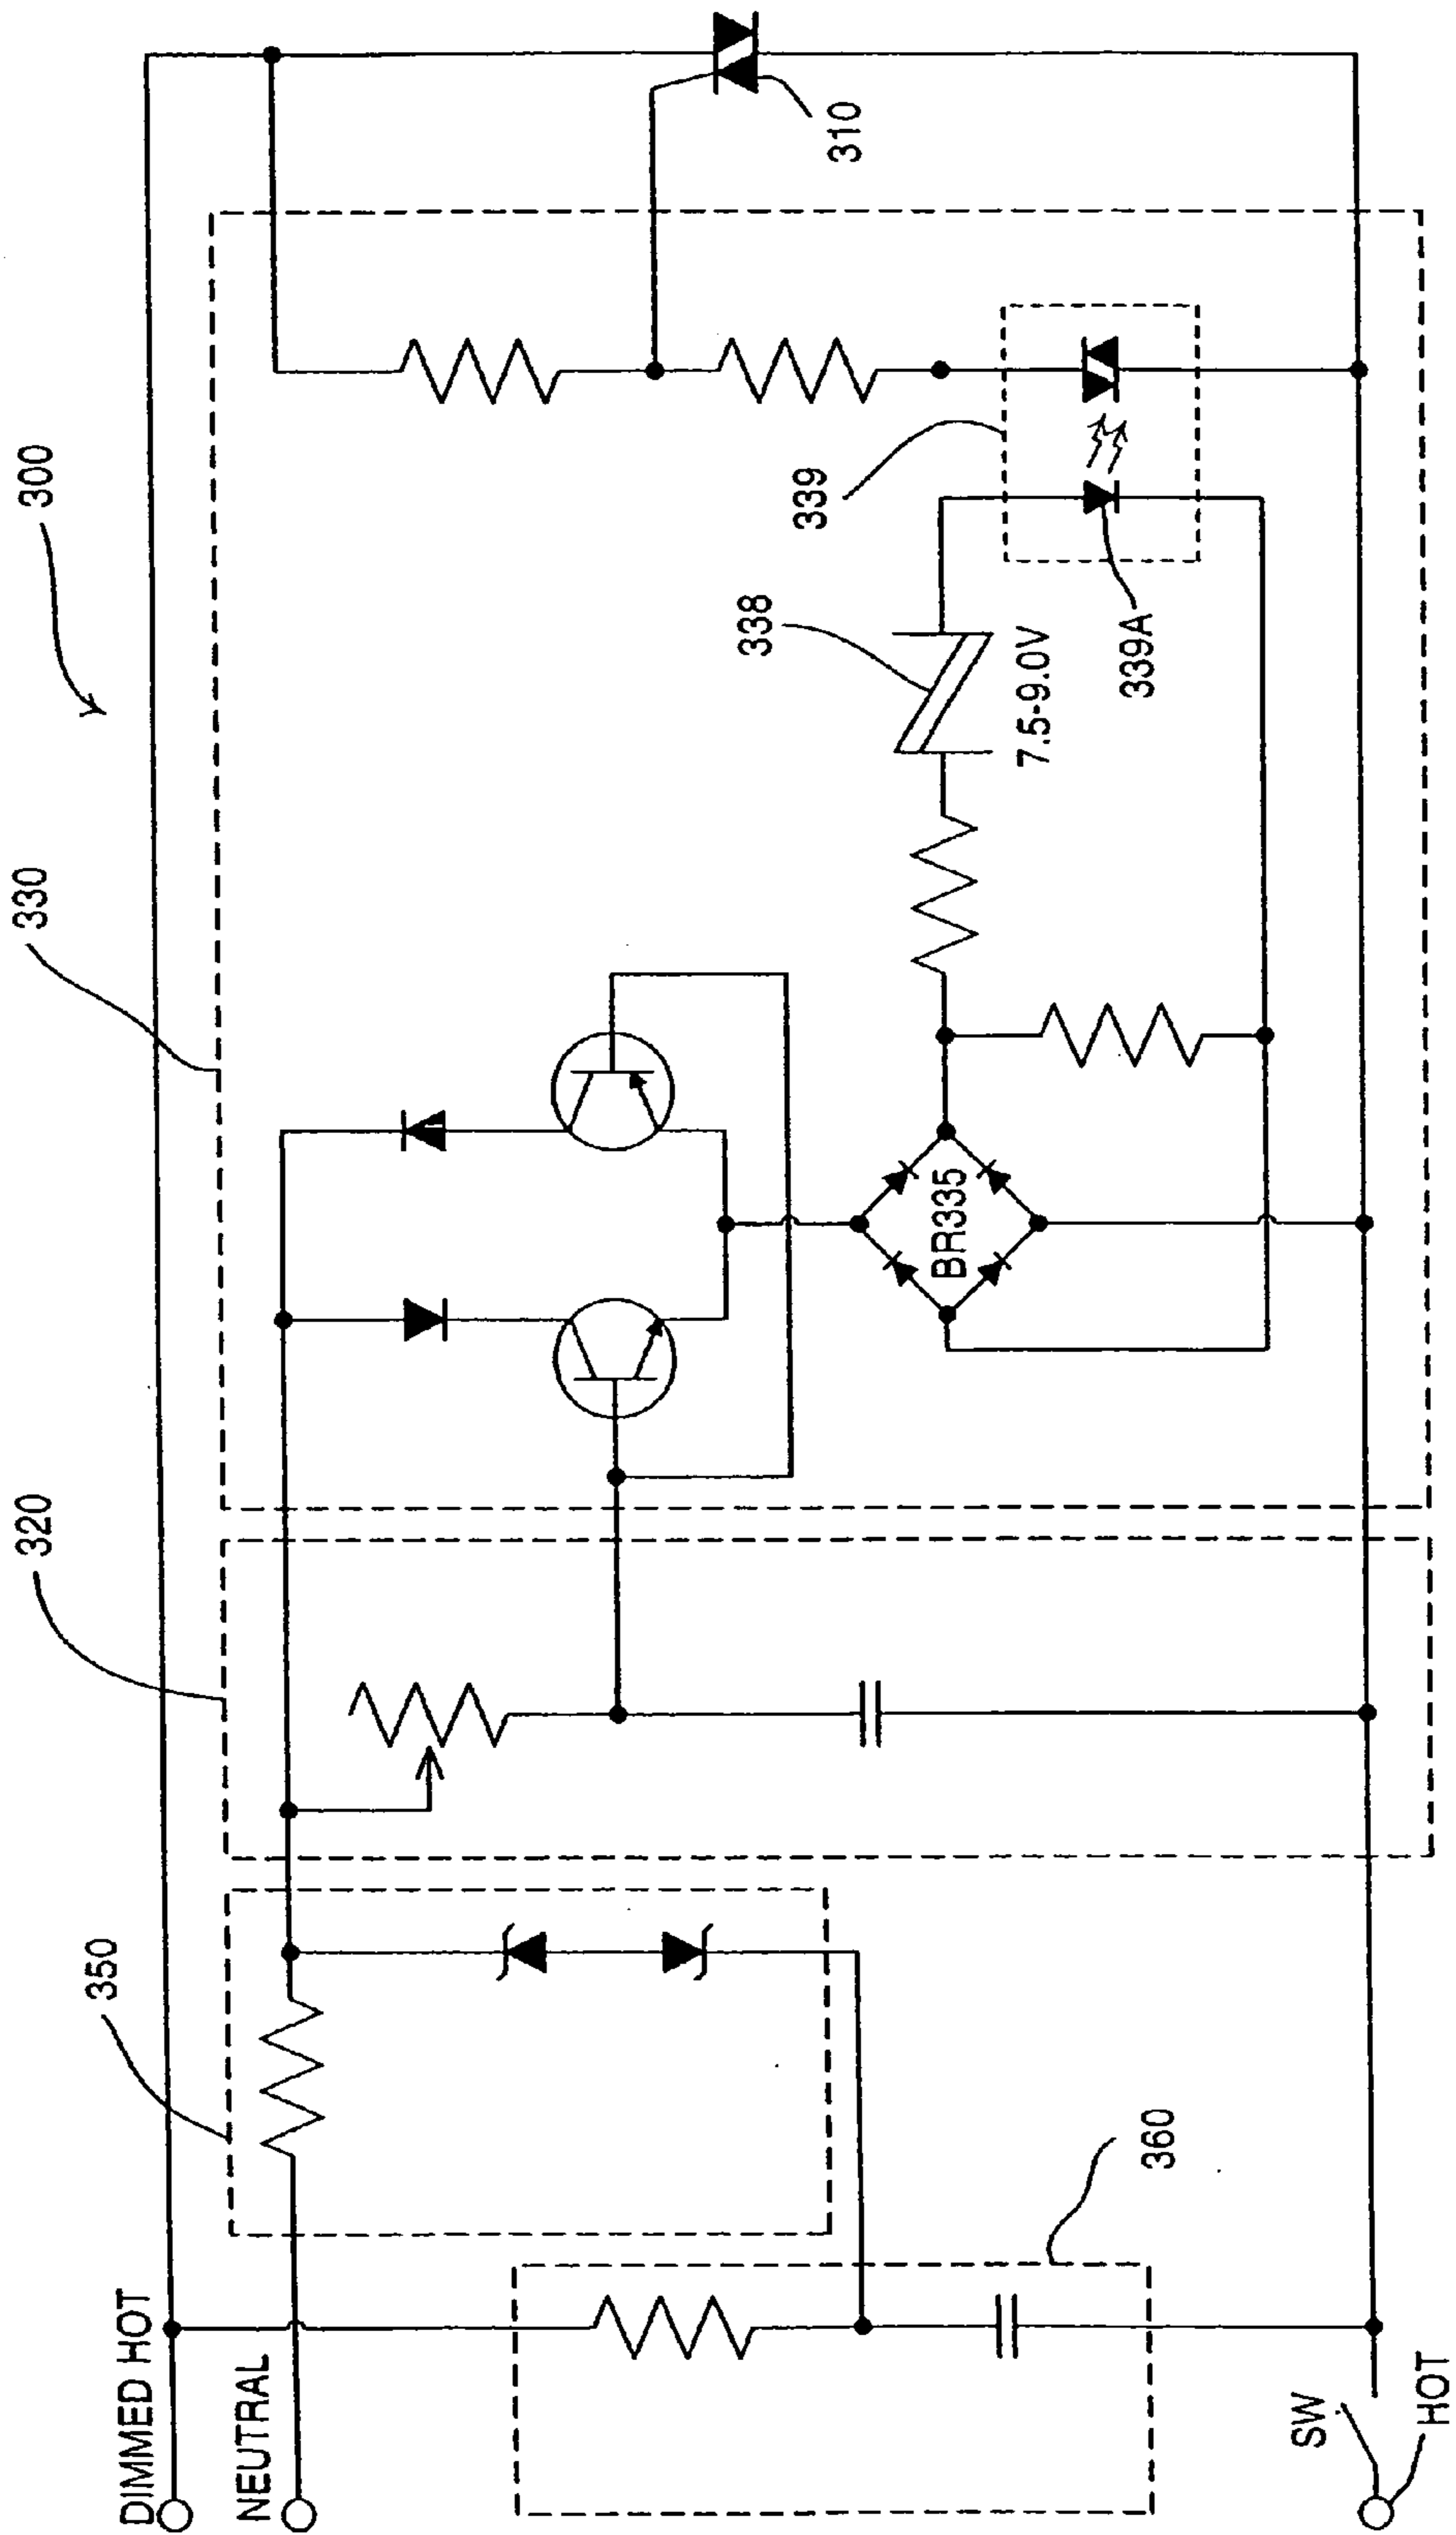 300
330
320
350
360
310
339
338
7.5-9.0V
339A
BR335
DIMMED HOT
NEUTRAL
SW
HOT